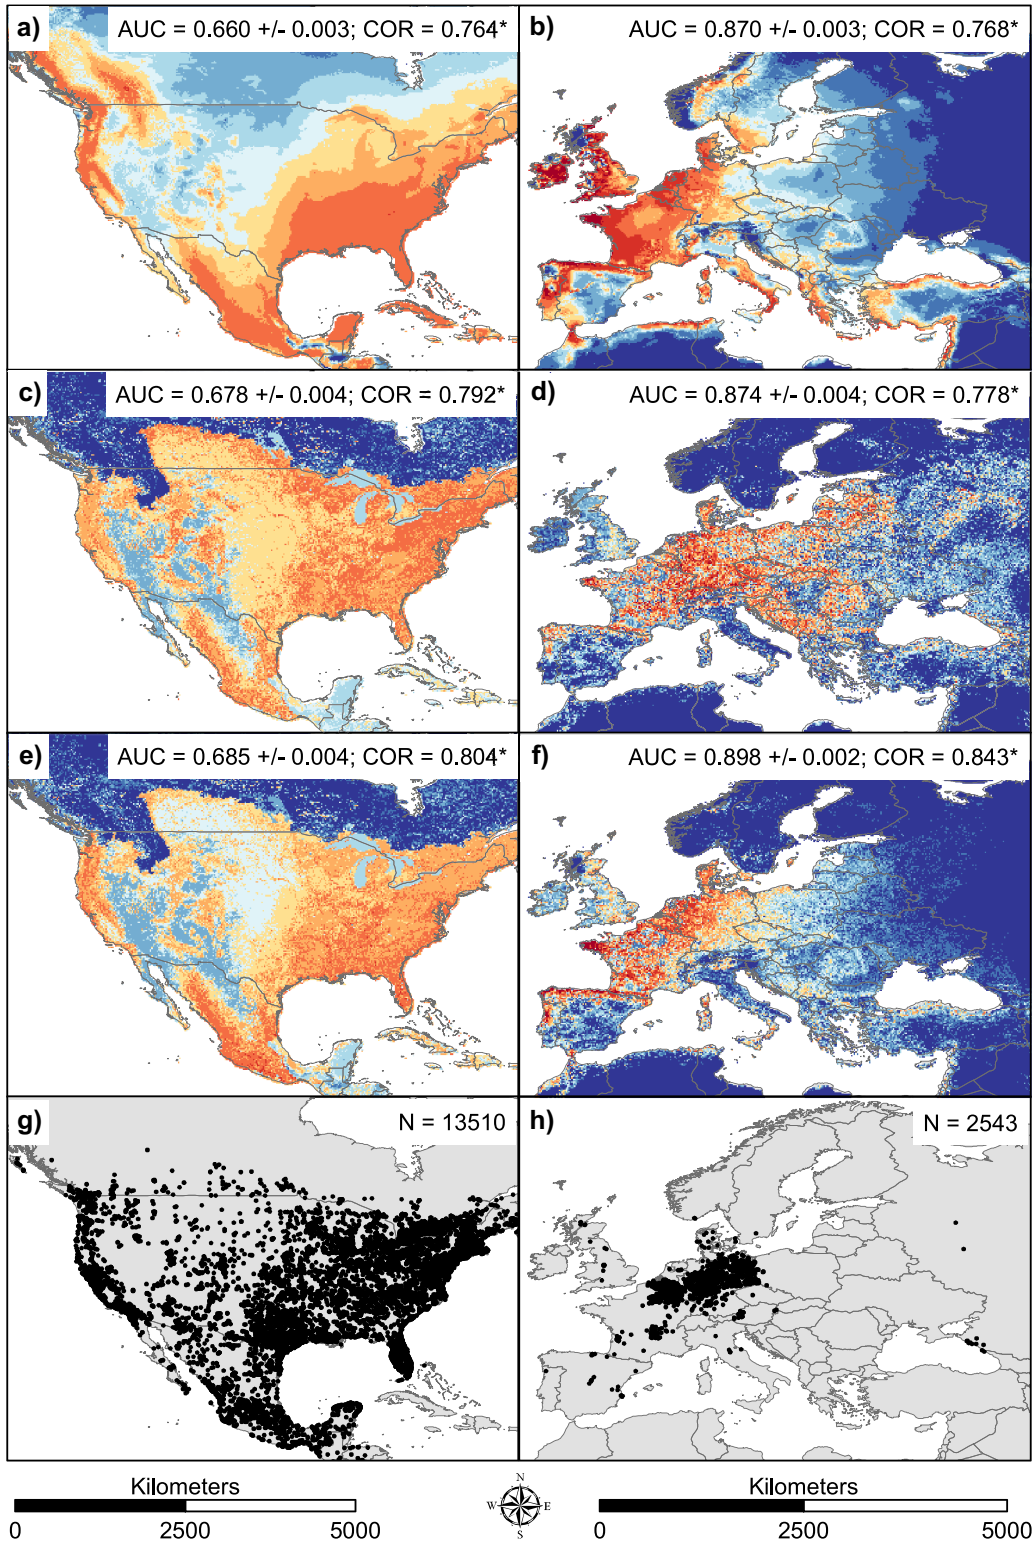 a) AUC = 0.660 +/- 0.003; COR = 0.764*
b) AUC = 0.870 +/- 0.003; COR = 0.768*
c) AUC = 0.678 +/- 0.004; COR = 0.792*
d) AUC = 0.874 +/- 0.004; COR = 0.778*
e) AUC = 0.685 +/- 0.004; COR = 0.804*
f) AUC = 0.898 +/- 0.002; COR = 0.843*
g) N = 13510
h) N = 2543
Kilometers
0 2500 5000
N
W E
S
Kilometers
0 2500 5000